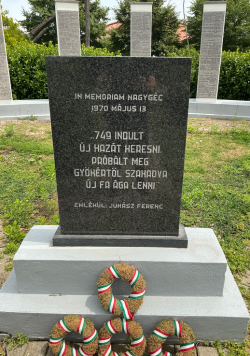 IN MEMORIAM NAGYGÉC
1970 MÁJUS 13
749 INDULT
ÚJ HAZÁT KERESNI.
PRÓBÁLT MEG
GYÖKÉRTŐL SZAKADVA
ÚJ FA ÁGA LENNI
EMLÉKÜL: JUHÁSZ FERENC